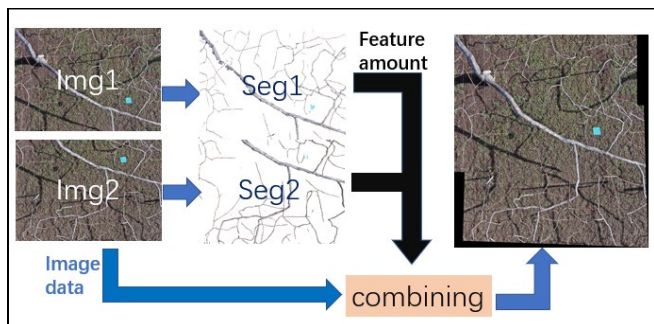 Img1
Seg1
Feature
amount
Img2
Seg2
Image
data
combining